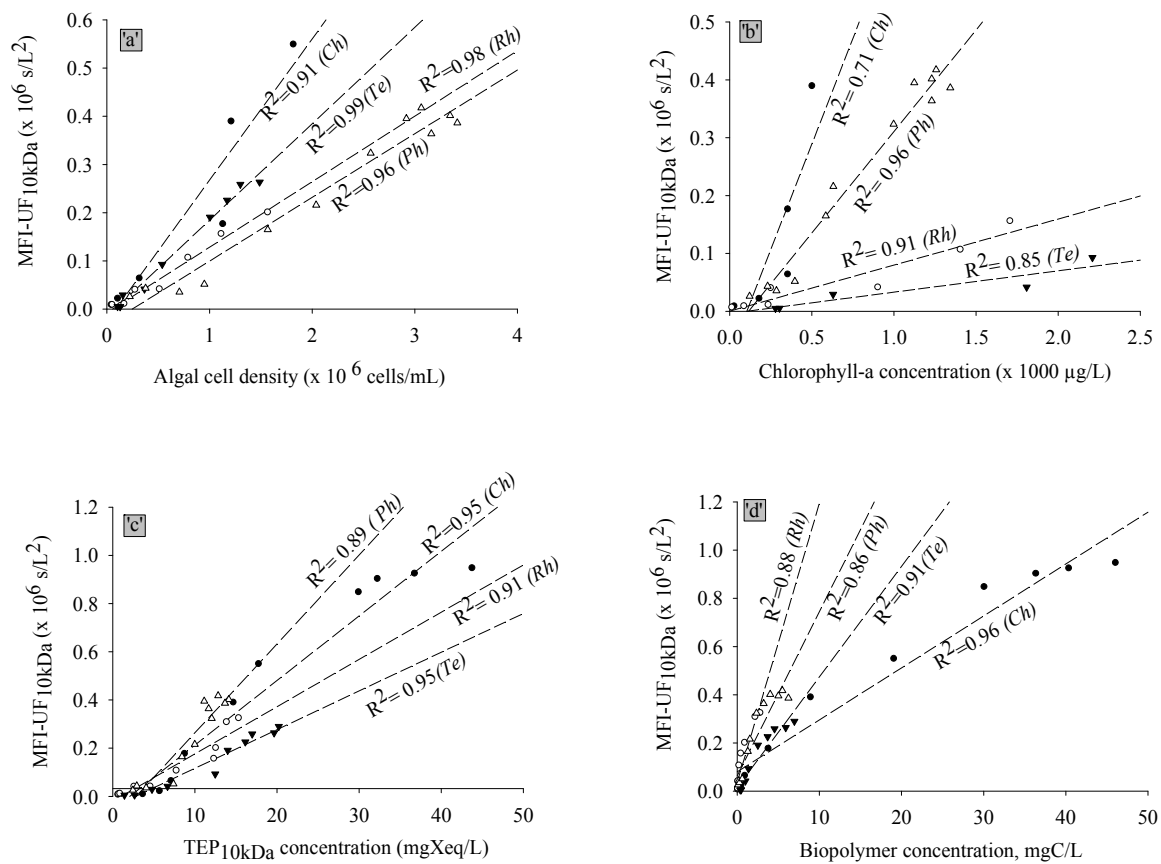 'a'
MFI-UF10kDa (x 10^6 s/L^2)
0.6
0.5
0.4
0.3
0.2
0.1
0.0
R^2=0.91 (Ch)
R^2=0.99(Te)
R^2=0.98 (Rh)
R^2=0.96 (Ph)
0 1 2 3 4
Algal cell density (x 10 ^6 cells/mL)
'b'
MFI-UF10kDa (x 10^6 s/L^2)
0.5
0.4
0.3
0.2
0.1
0.0
R^2= 0.71 (Ch)
R^2= 0.96 (Ph)
R^2= 0.91 (Rh)
R^2= 0.85 (Te)
0.0 0.5 1.0 1.5 2.0 2.5
Chlorophyll-a concentration (x 1000 µg/L)
'c'
MFI-UF10kDa (x 10^6 s/L^2)
1.2
1.0
0.8
0.6
0.4
0.2
0.0
R^2= 0.89 (Ph)
R^2=0.95 (Ch)
R^2= 0.91 (Rh)
R^2= 0.95(Te)
0 10 20 30 40 50
TEP10kDa concentration (mgXeq/L)
'd'
MFI-UF10kDa (x 10^6 s/L^2)
1.2
1.0
0.8
0.6
0.4
0.2
0.0
R^2=0.88 (Rh)
R^2=0.86 (Ph)
R^2=0.91(Te)
R^2=0.96 (Ch)
0 10 20 30 40 50
Biopolymer concentration, mgC/L